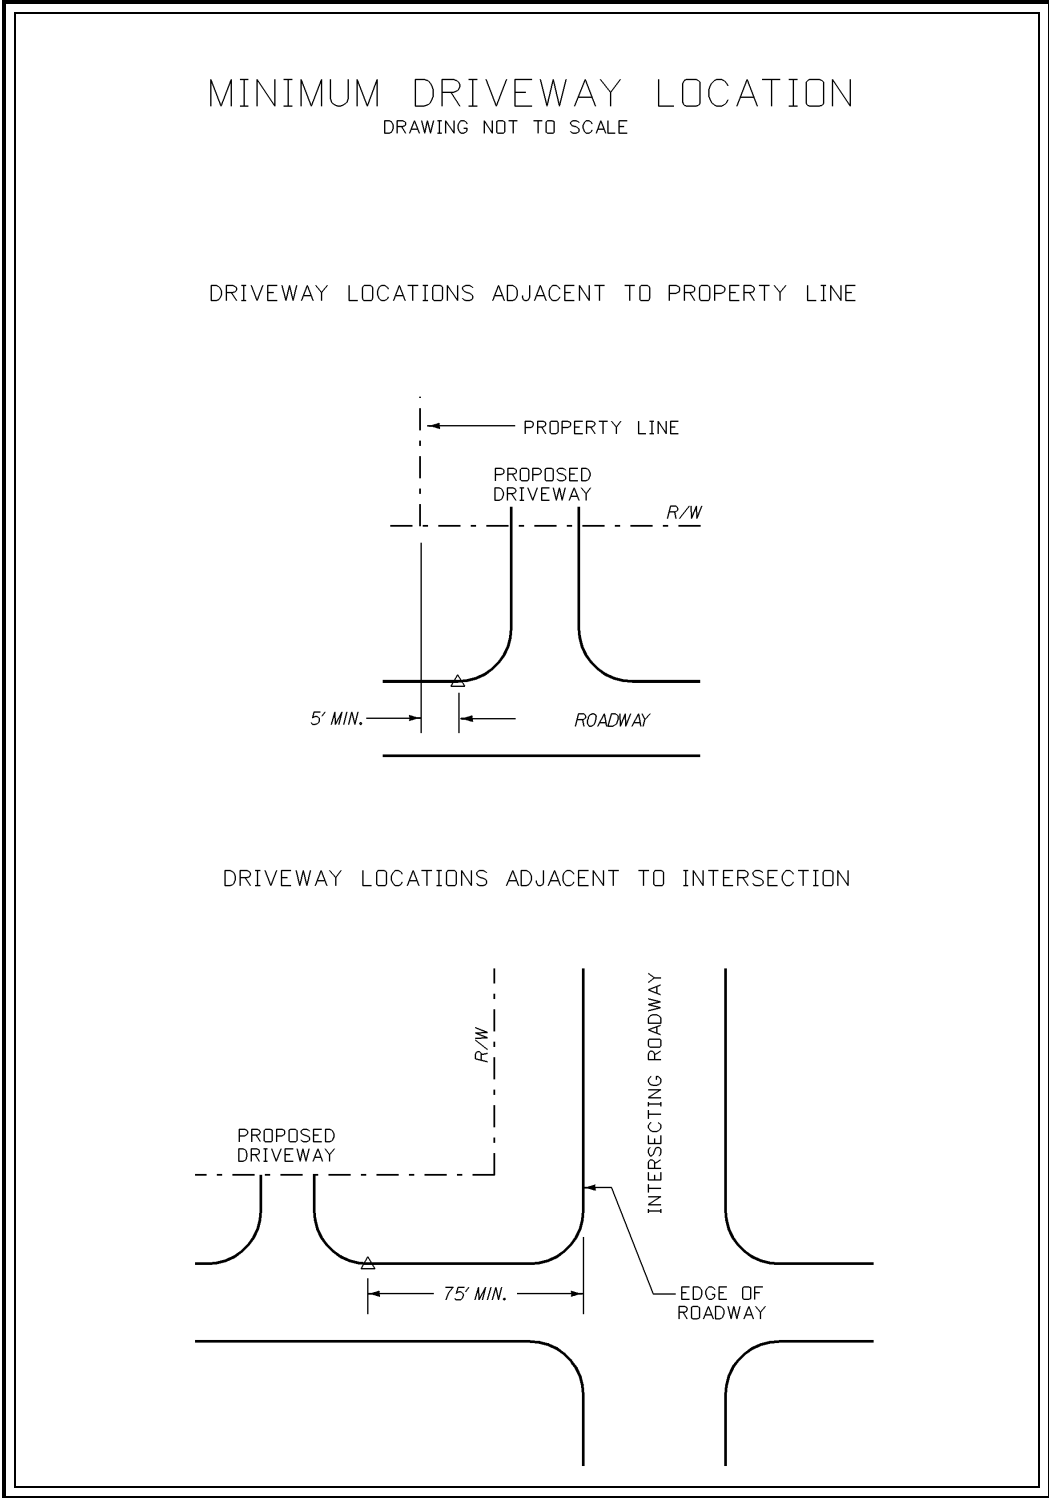 MINIMUM DRIVEWAY LOCATION
DRAWING NOT TO SCALE
DRIVEWAY LOCATIONS ADJACENT TO PROPERTY LINE
PROPERTY LINE
PROPOSED
DRIVEWAY
R/W
5' MIN.
ROADWAY
DRIVEWAY LOCATIONS ADJACENT TO INTERSECTION
R/W
INTERSECTING ROADWAY
PROPOSED
DRIVEWAY
75' MIN.
EDGE OF
ROADWAY